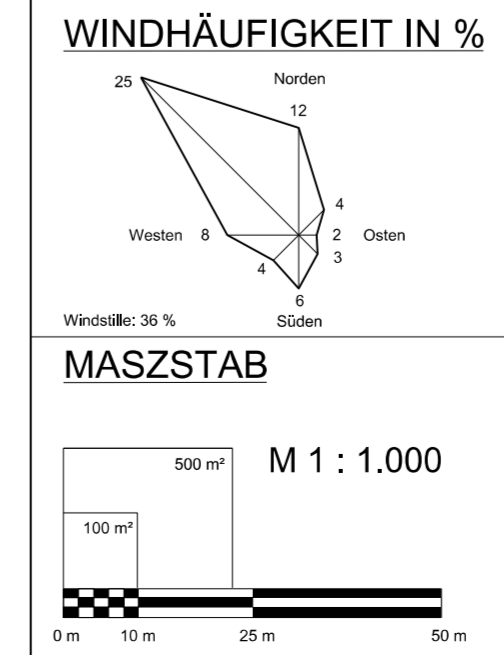 WINDHÄUFIGKEIT IN %
25
Norden
12
4
Westen 8
2 Osten
3
4
6
Windstille: 36 %
Süden
MASZSTAB
500 m²
M 1 : 1.000
100 m²
0 m 10 m 25 m 50 m